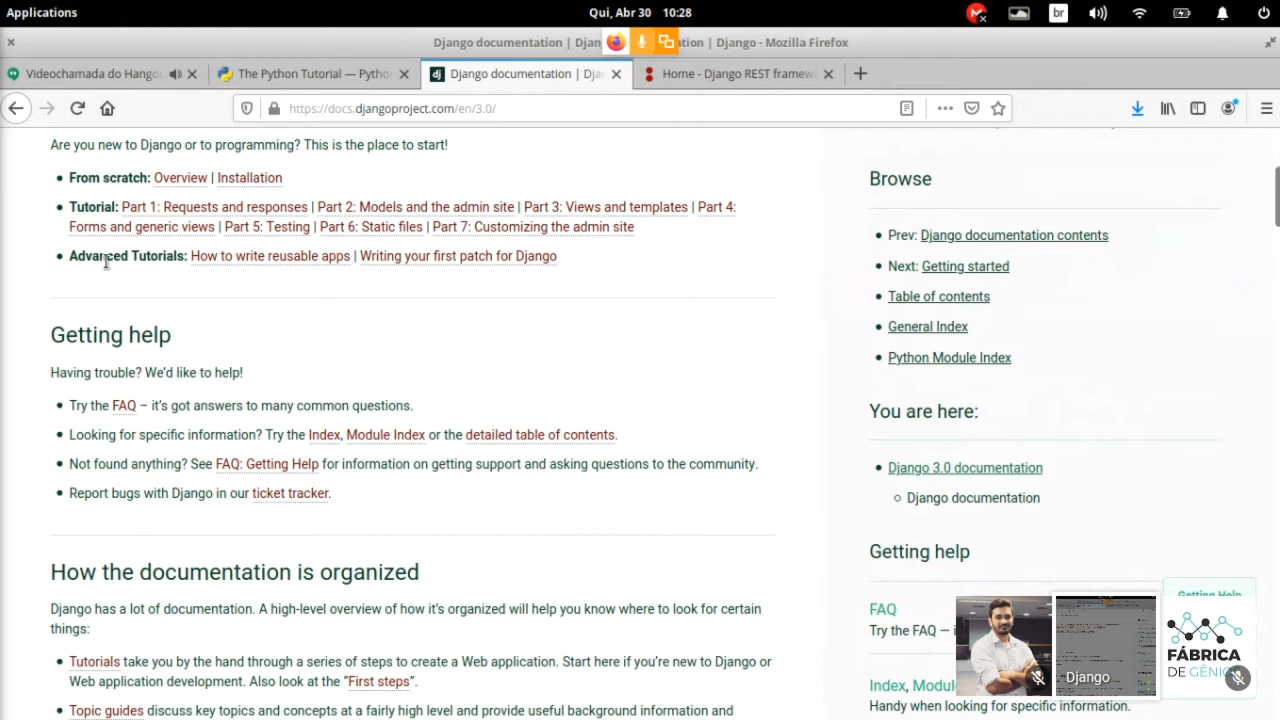 Applications
Qui, Abr 30 10:28
br
Django documentation | Djan
tion | Django - Mozilla Firefox
Videochamada do Hangou
The Python Tutorial — Pytho
Django documentation | Dja
Home - Django REST framew
https://docs.djangoproject.com/en/3.0/
Are you new to Django or to programming? This is the place to start!
From scratch: Overview | Installation
Tutorial: Part 1: Requests and responses | Part 2: Models and the admin site | Part 3: Views and templates | Part 4:
Forms and generic views | Part 5: Testing | Part 6: Static files | Part 7: Customizing the admin site
Advanced Tutorials: How to write reusable apps | Writing your first patch for Django
Getting help
Having trouble? We'd like to help!
Try the FAQ – it's got answers to many common questions.
Looking for specific information? Try the Index, Module Index or the detailed table of contents.
Not found anything? See FAQ: Getting Help for information on getting support and asking questions to the community.
Report bugs with Django in our ticket tracker.
How the documentation is organized
Django has a lot of documentation. A high-level overview of how it's organized will help you know where to look for certain
things:
Tutorials take you by the hand through a series of steps to create a Web application. Start here if you're new to Django or
Web application development. Also look at the "First steps".
Topic guides discuss key topics and concepts at a fairly high level and provide useful background information and
Browse
Prev: Django documentation contents
Next: Getting started
Table of contents
General Index
Python Module Index
You are here:
Django 3.0 documentation
Django documentation
Getting help
FAQ
Try the FAQ —
Index, Modul
Handy when looking for specific information.
Getting Help
Django
FÁBRICA
DE GÊNIO